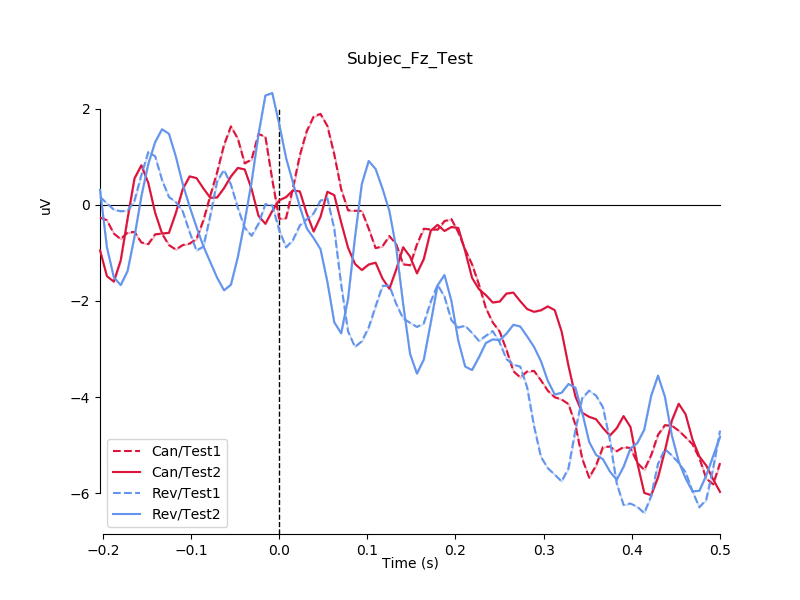 Subjec_Fz_Test
uV
2
0
−2
−4
−6
Can/Test1
Can/Test2
Rev/Test1
Rev/Test2
−0.2 −0.1 0.0 0.1 0.2 0.3 0.4 0.5
Time (s)